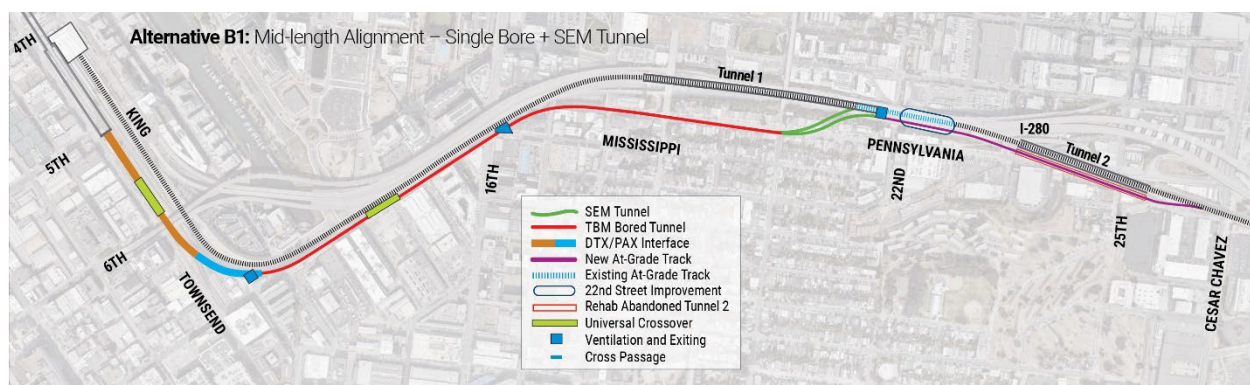 Alternative B1: Mid-length Alignment – Single Bore + SEM Tunnel
4TH
KING
5TH
6TH
TOWNSEND
16TH
MISSISSIPPI
Tunnel 1
PENNSYLVANIA
22ND
I-280
Tunnel 2
25TH
CESAR CHAVEZ
SEM Tunnel
TBM Bored Tunnel
DTX/PAX Interface
New At-Grade Track
Existing At-Grade Track
22nd Street Improvement
Rehab Abandoned Tunnel 2
Universal Crossover
Ventilation and Exiting
Cross Passage